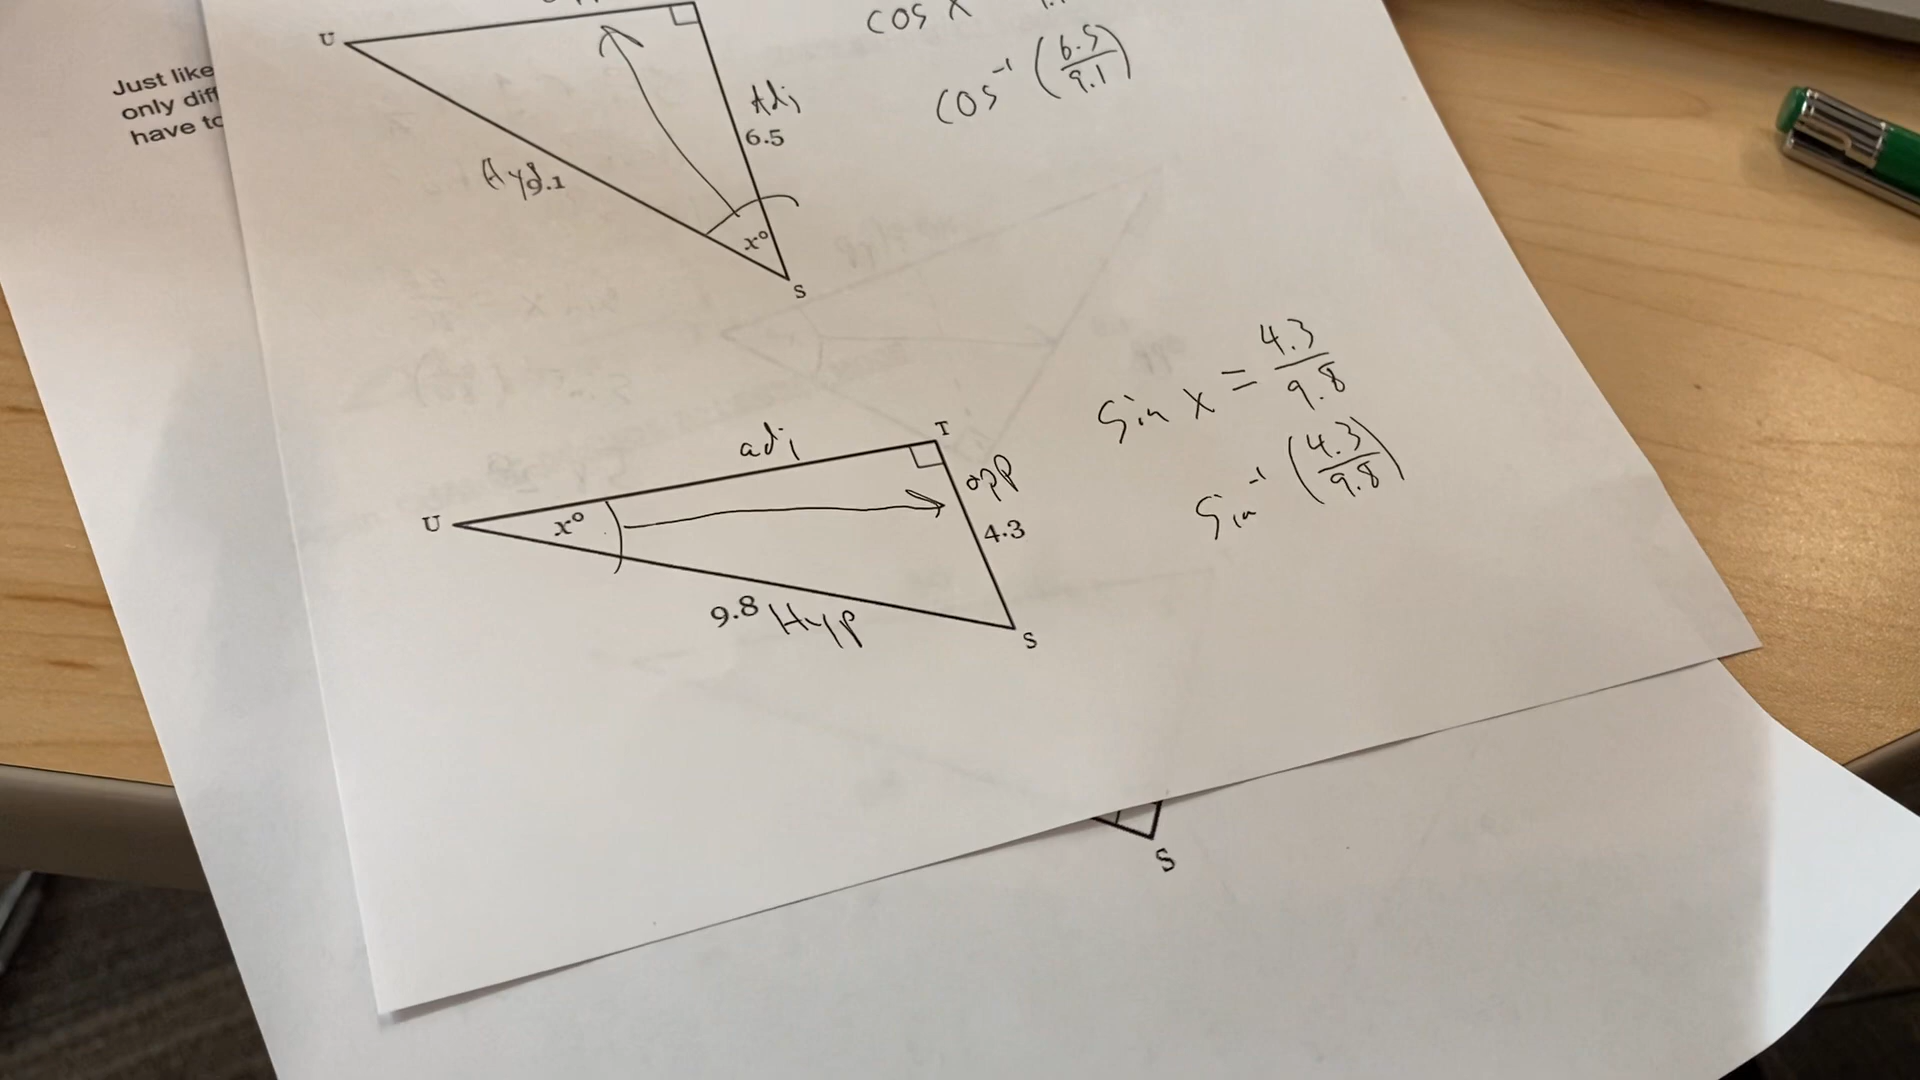 Just like
only diff
have to
U
Adj
6.5
Hyp
9.1
x°
S
cos x
cos⁻¹ (6.5/9.1)
T
adj
opp
U
x°
4.3
9.8 Hyp
S
sin x = 4.3/9.8
sin⁻¹ (4.3/9.8)
S